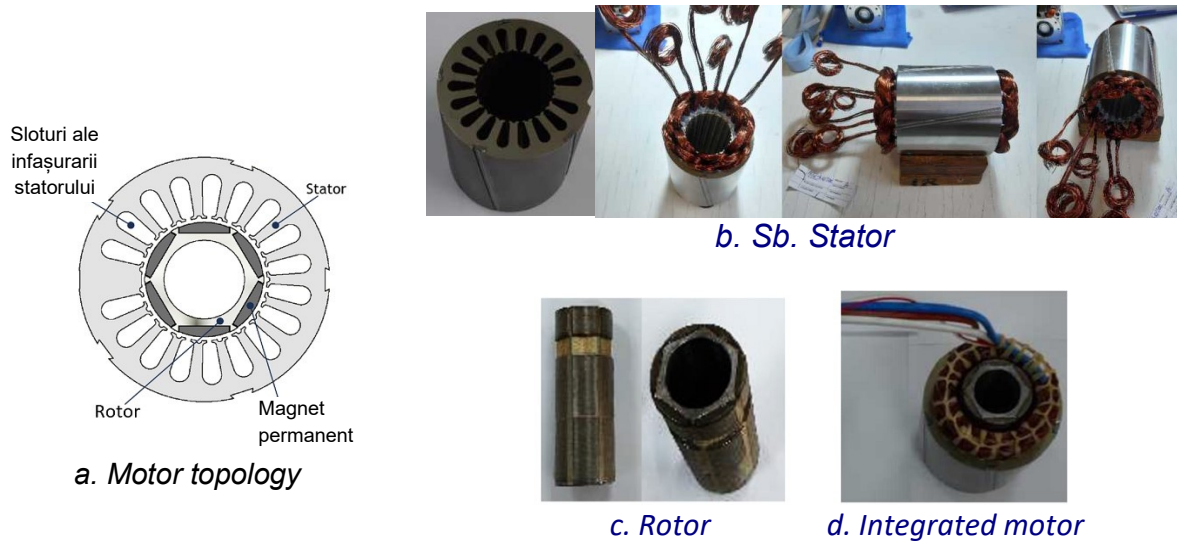 Sloturi ale
infașurarii
statorului
Stator
Rotor
Magnet
permanent
a. Motor topology
b. Sb. Stator
c. Rotor
d. Integrated motor